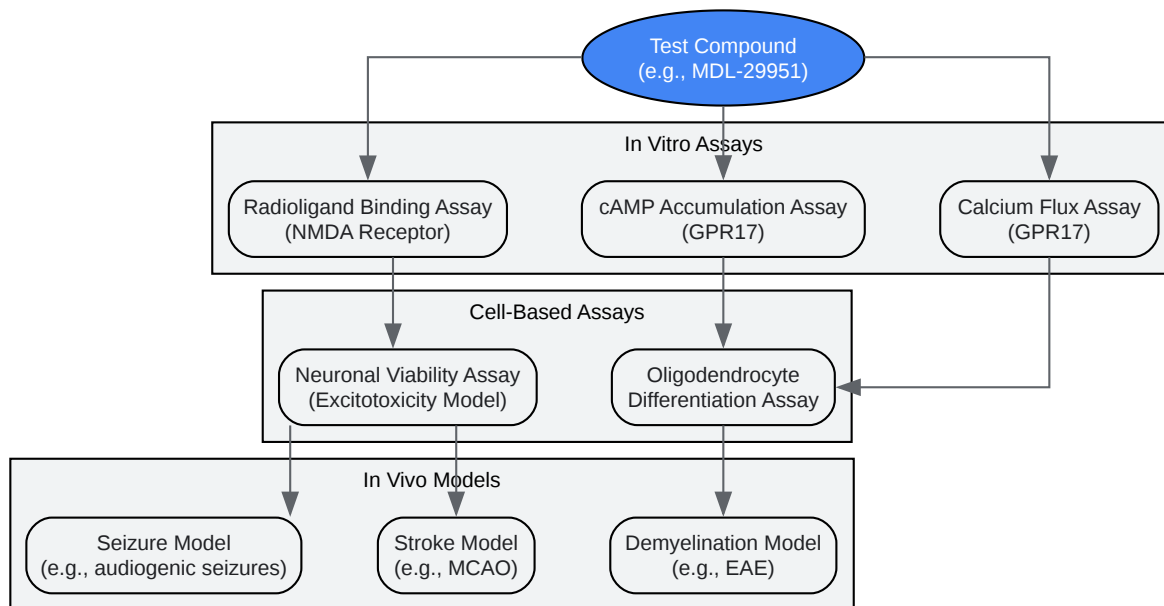 Test Compound
(e.g., MDL-29951)
In Vitro Assays
Radioligand Binding Assay
(NMDA Receptor)
cAMP Accumulation Assay
(GPR17)
Calcium Flux Assay
(GPR17)
Cell-Based Assays
Neuronal Viability Assay
(Excitotoxicity Model)
Oligodendrocyte
Differentiation Assay
In Vivo Models
Seizure Model
(e.g., audiogenic seizures)
Stroke Model
(e.g., MCAO)
Demyelination Model
(e.g., EAE)